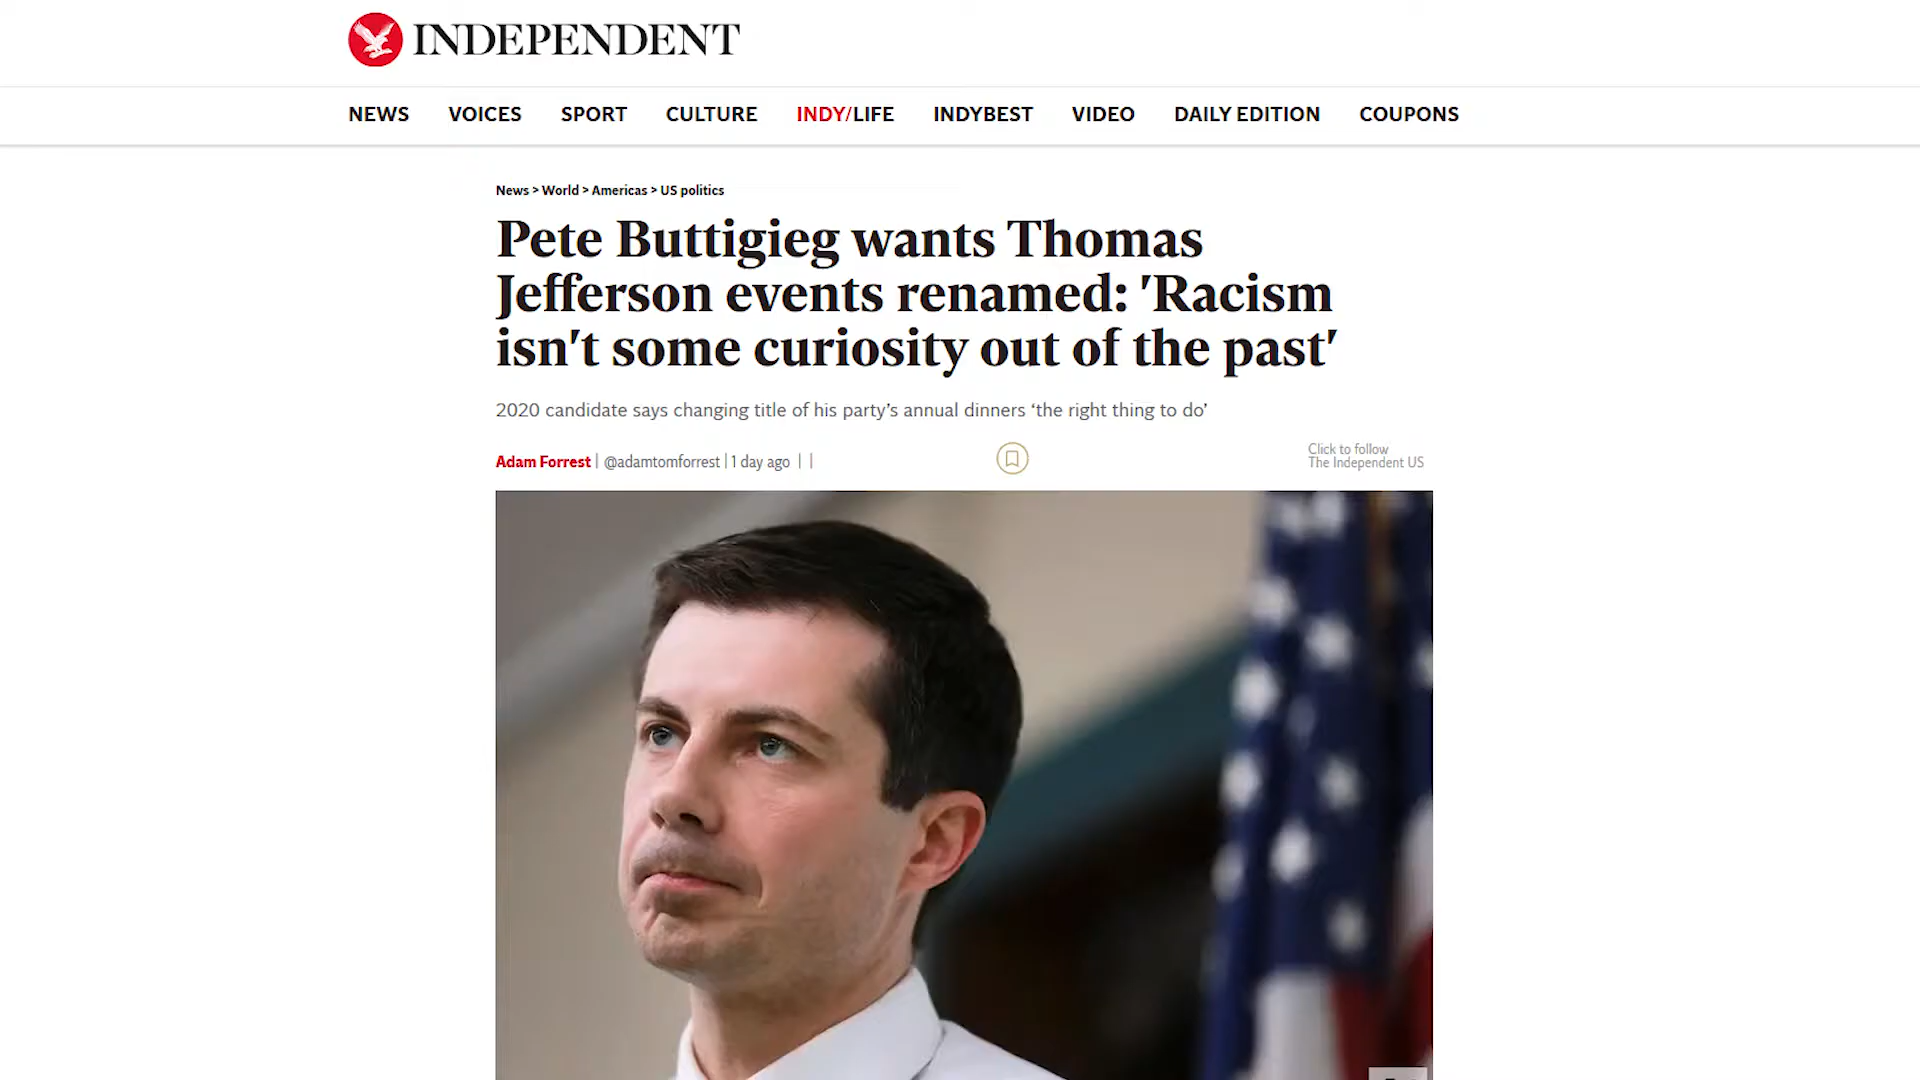 INDEPENDENT
NEWS VOICES SPORT CULTURE INDY/LIFE INDYBEST VIDEO DAILY EDITION COUPONS
News > World > Americas > US politics
Pete Buttigieg wants Thomas
Jefferson events renamed: 'Racism
isn't some curiosity out of the past'
2020 candidate says changing title of his party's annual dinners ‘the right thing to do’
Adam Forrest | @adamtomforrest | 1 day ago | |
Click to follow
The Independent US